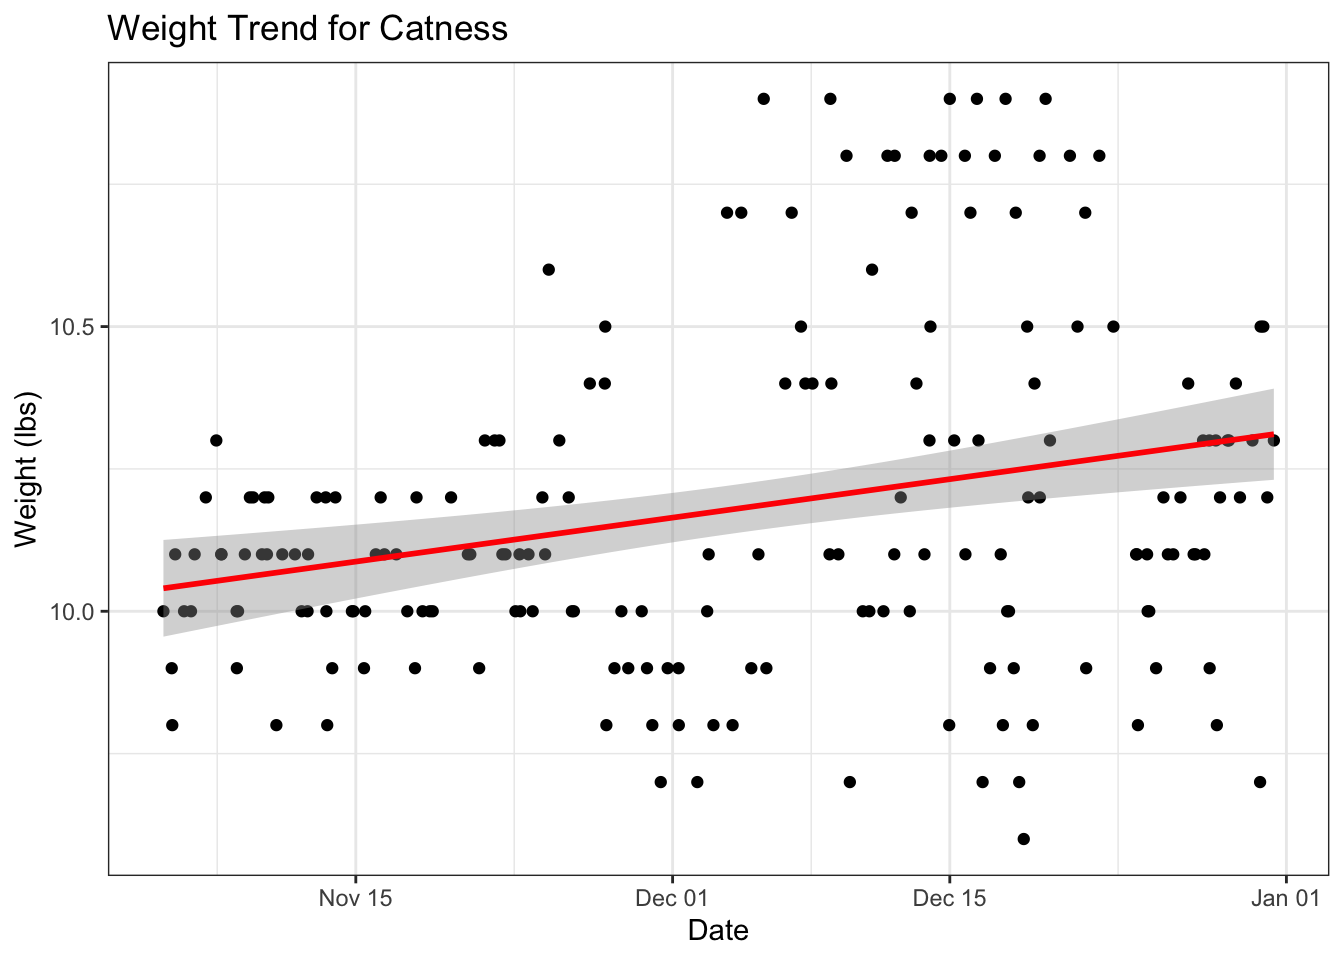 Weight Trend for Catness
Weight (lbs)
10.5
10.0
Nov 15
Dec 01
Dec 15
Jan 01
Date